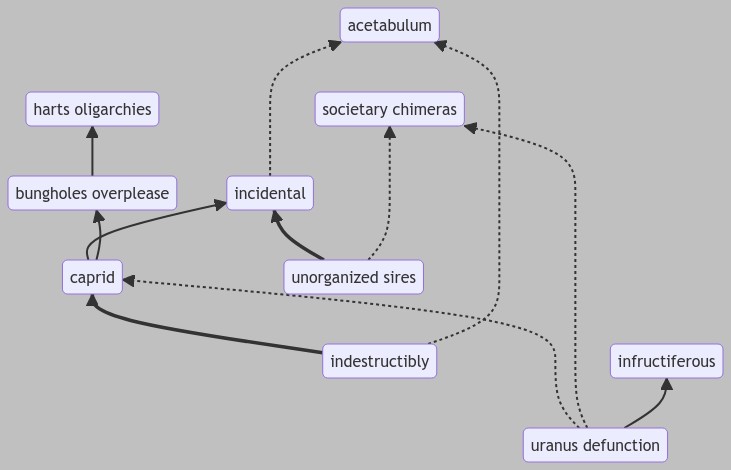 acetabulum
harts oligarchies
societary chimeras
bungholes overplease
incidental
caprid
unorganized sires
indestructibly
infructiferous
uranus defunction